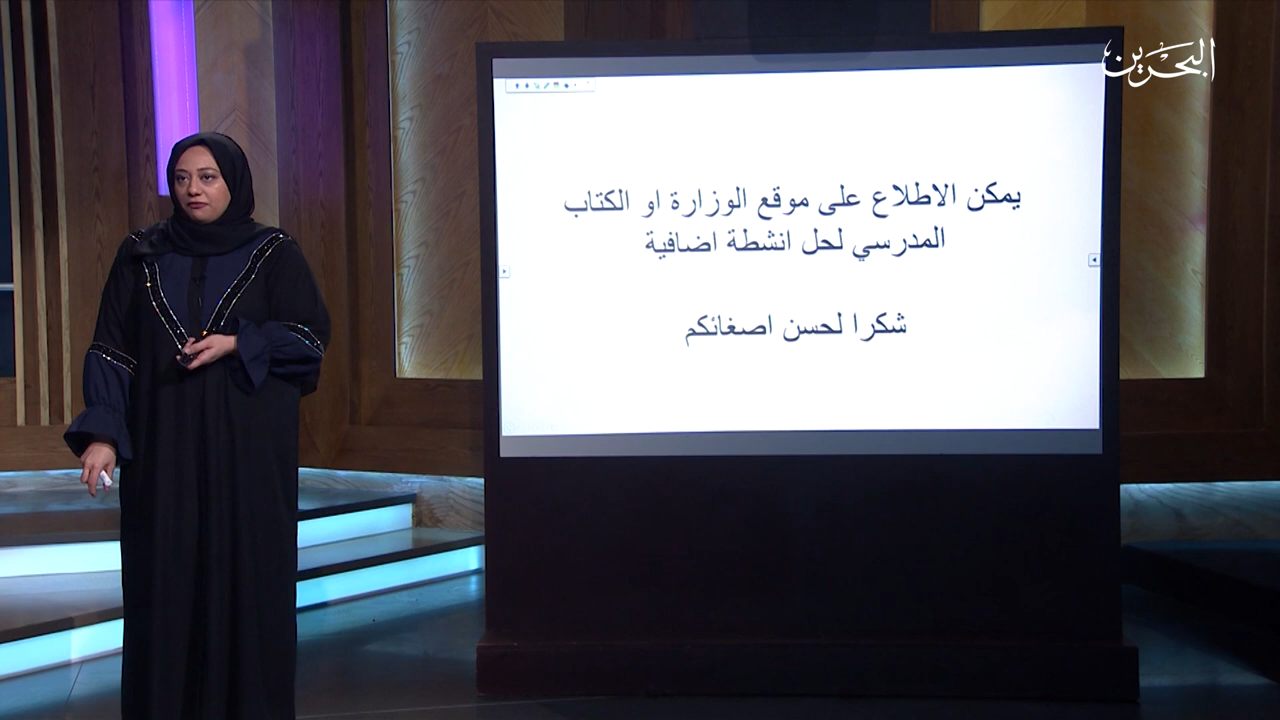 البحرين
يمكن الاطلاع على موقع الوزارة او الكتاب
المدرسي لحل انشطة اضافية
شكرا لحسن اصغائكم